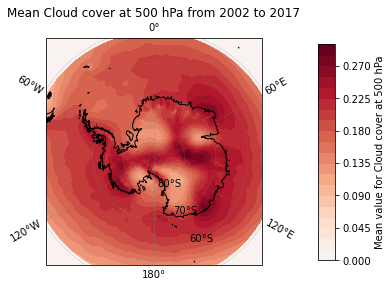 Mean Cloud cover at 500 hPa from 2002 to 2017
0°
60°W
60°E
120°W
120°E
180°
80°S
70°S
60°S
0.270
0.225
0.180
0.135
0.090
0.045
0.000
Mean value for Cloud cover at 500 hPa